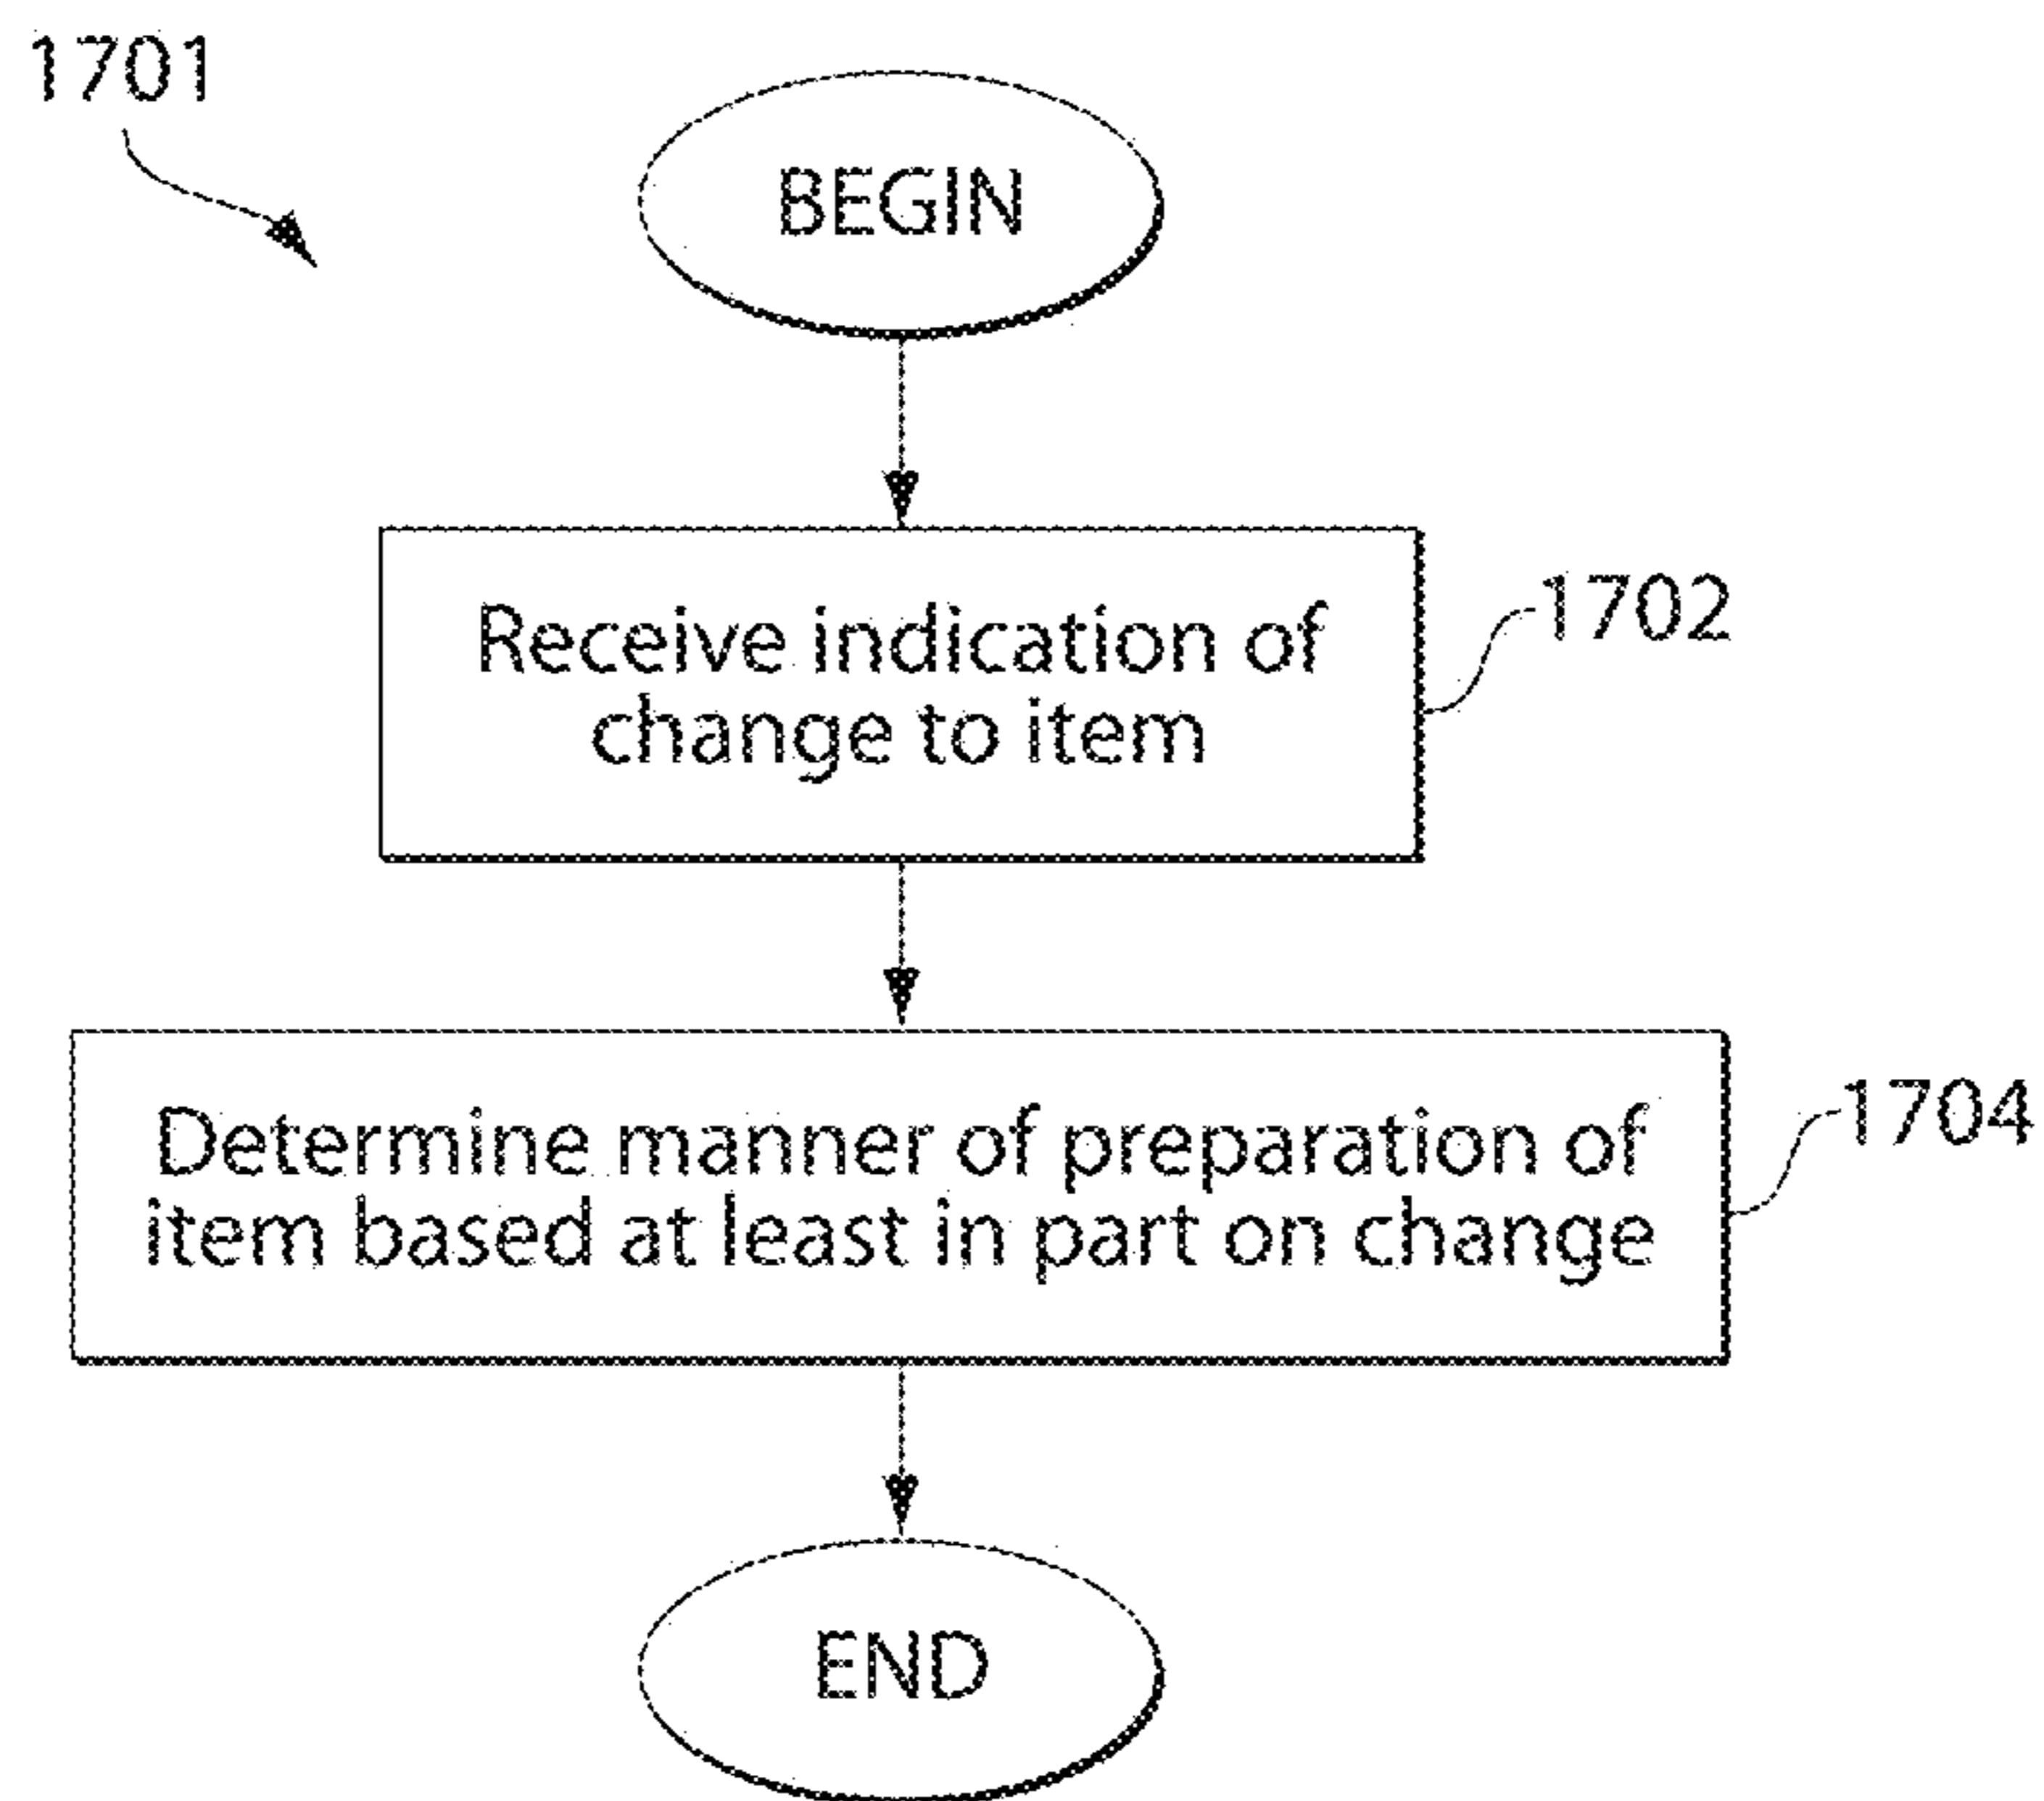 1701
BEGIN
Receive indication of
change to item
1702
Determine manner of preparation of
item based at least in part on change
1704
END